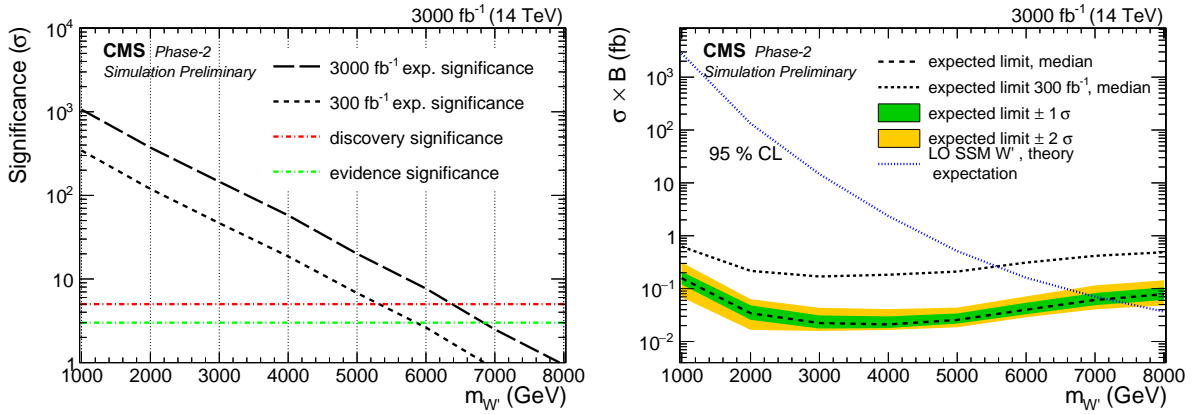 3000 fb⁻¹ (14 TeV)
Significance (σ)
10⁴
10³
10²
10
1
CMS Phase-2
Simulation Preliminary
3000 fb⁻¹ exp. significance
300 fb⁻¹ exp. significance
discovery significance
evidence significance
1000 2000 3000 4000 5000 6000 7000 8000
m_W' (GeV)
3000 fb⁻¹ (14 TeV)
σ × B (fb)
10³
10²
10
1
10⁻¹
10⁻²
CMS Phase-2
Simulation Preliminary
95 % CL
expected limit, median
expected limit 300 fb⁻¹, median
expected limit ± 1 σ
expected limit ± 2 σ
LO SSM W' , theory
expectation
1000 2000 3000 4000 5000 6000 7000 8000
m_W' (GeV)